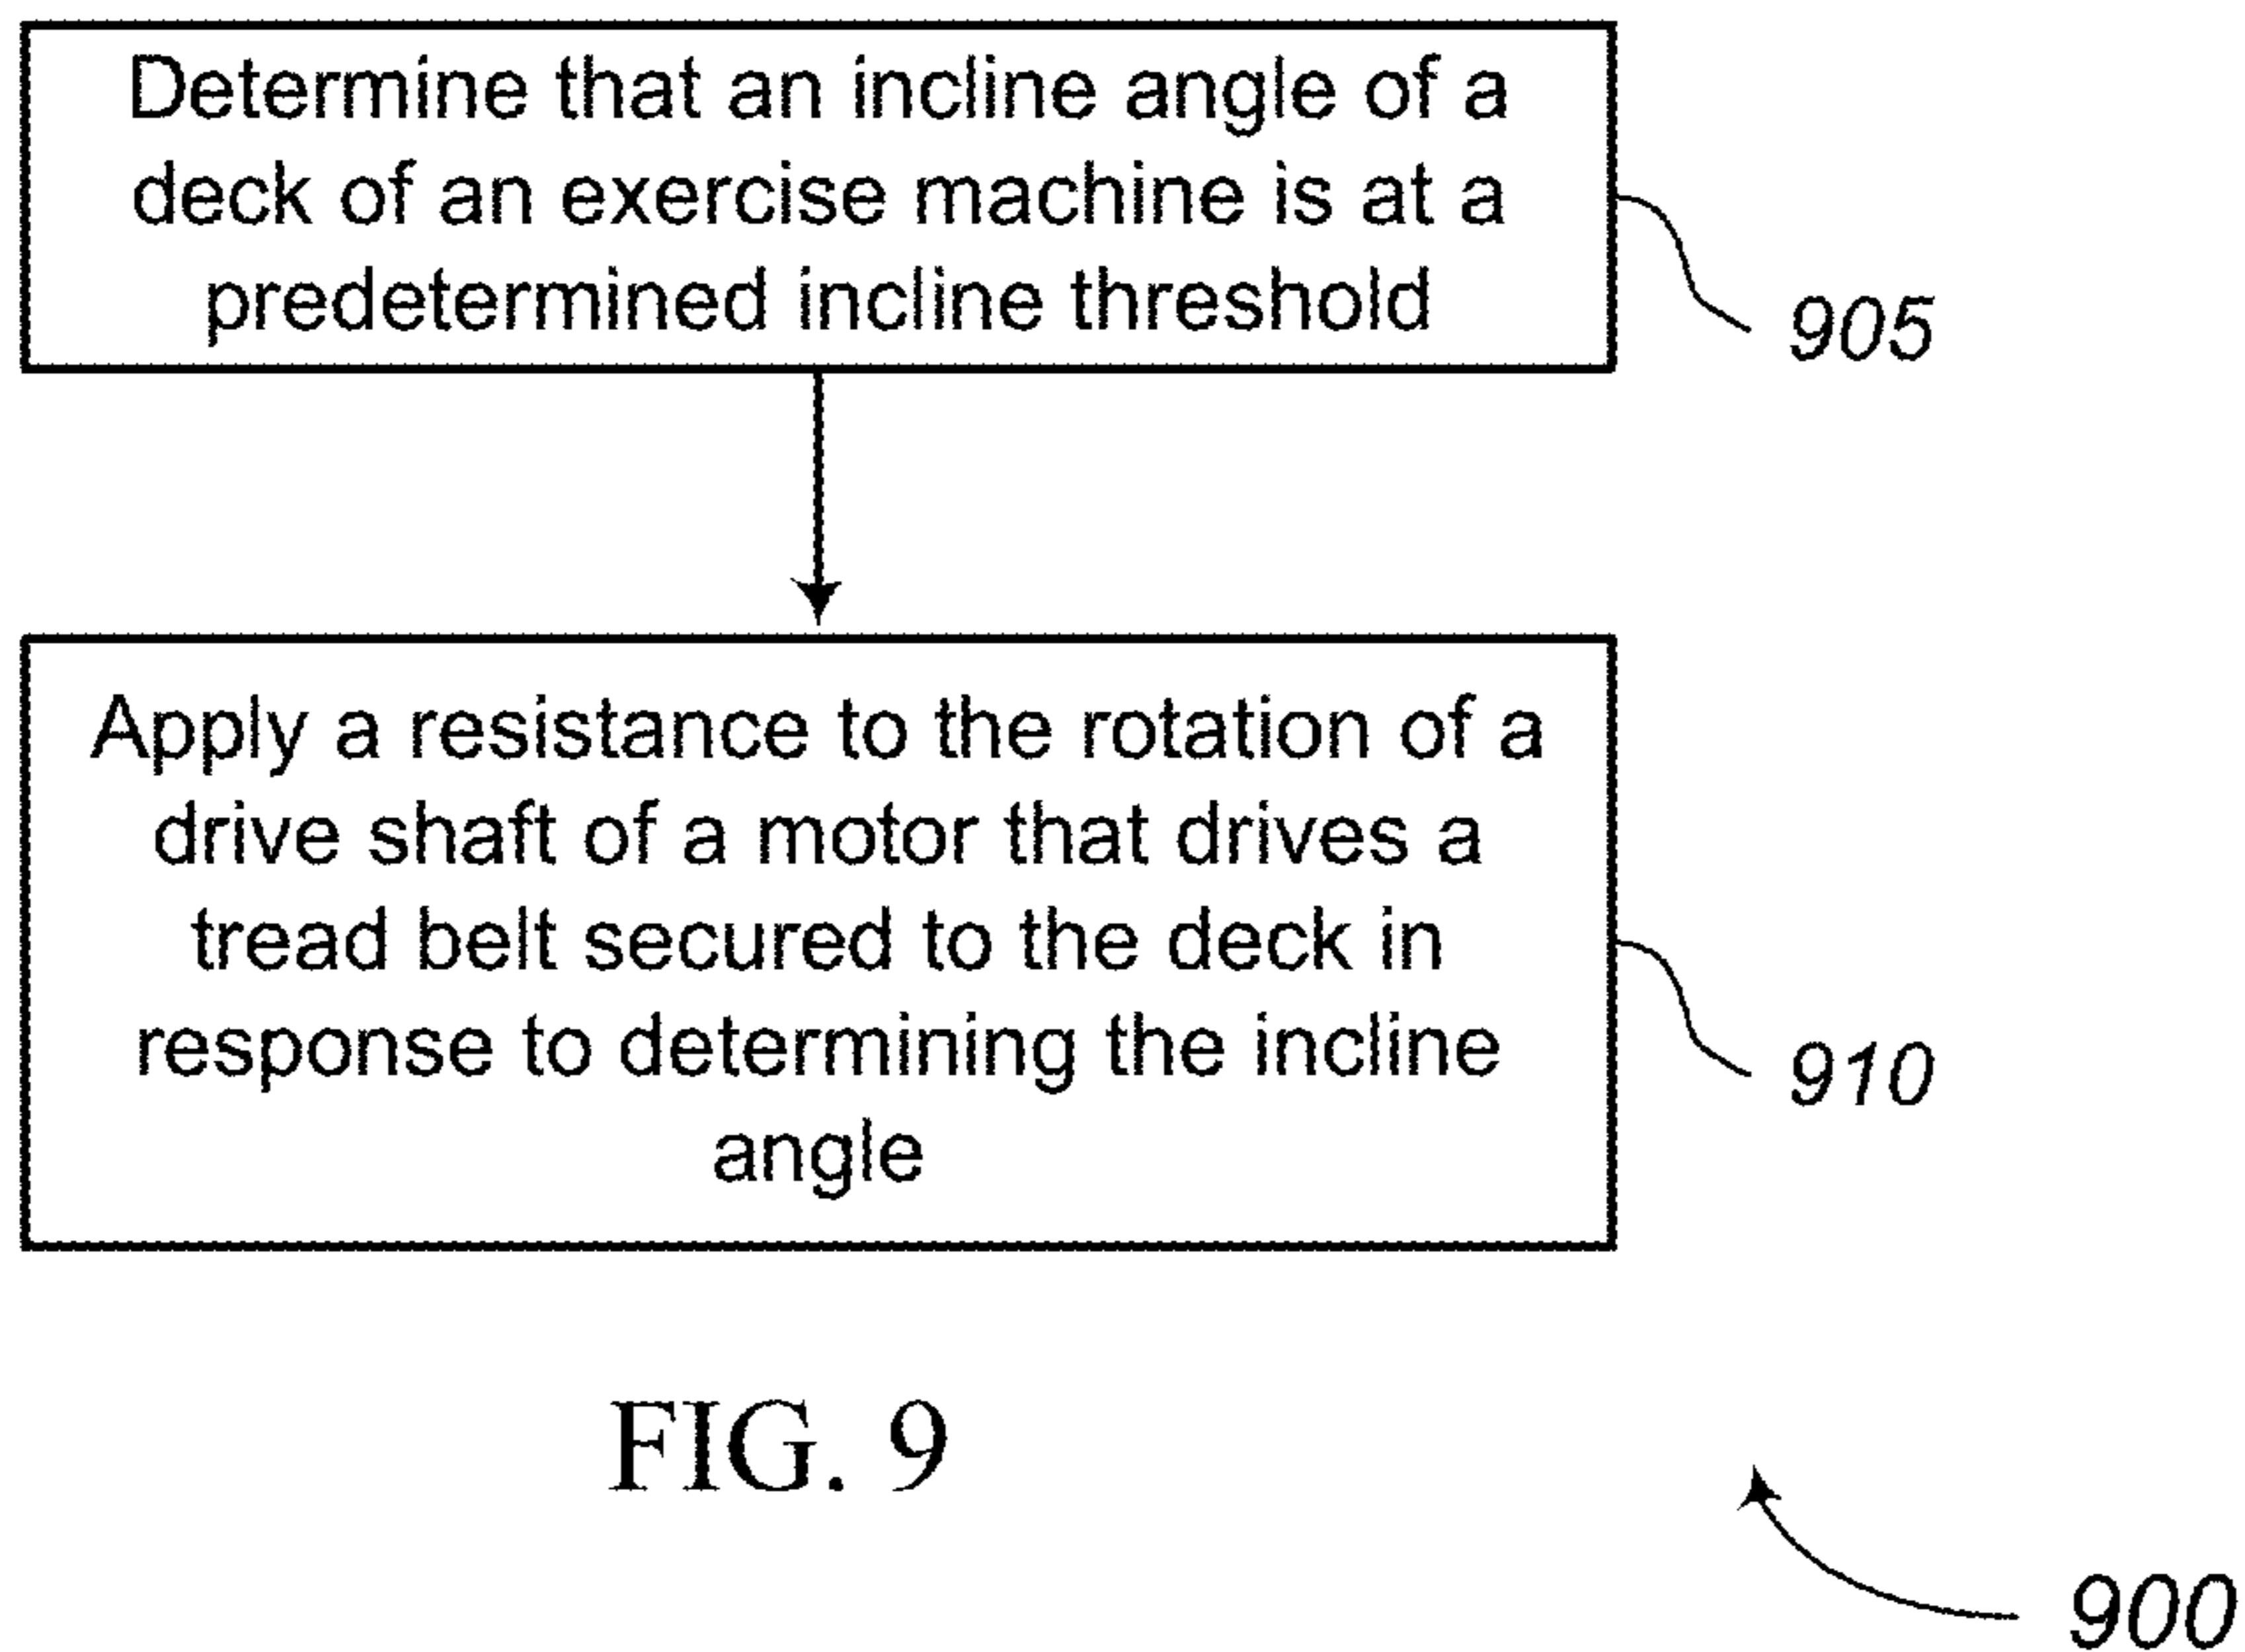 Determine that an incline angle of a
deck of an exercise machine is at a
predetermined incline threshold
905
Apply a resistance to the rotation of a
drive shaft of a motor that drives a
tread belt secured to the deck in
response to determining the incline
angle
910
FIG. 9
900